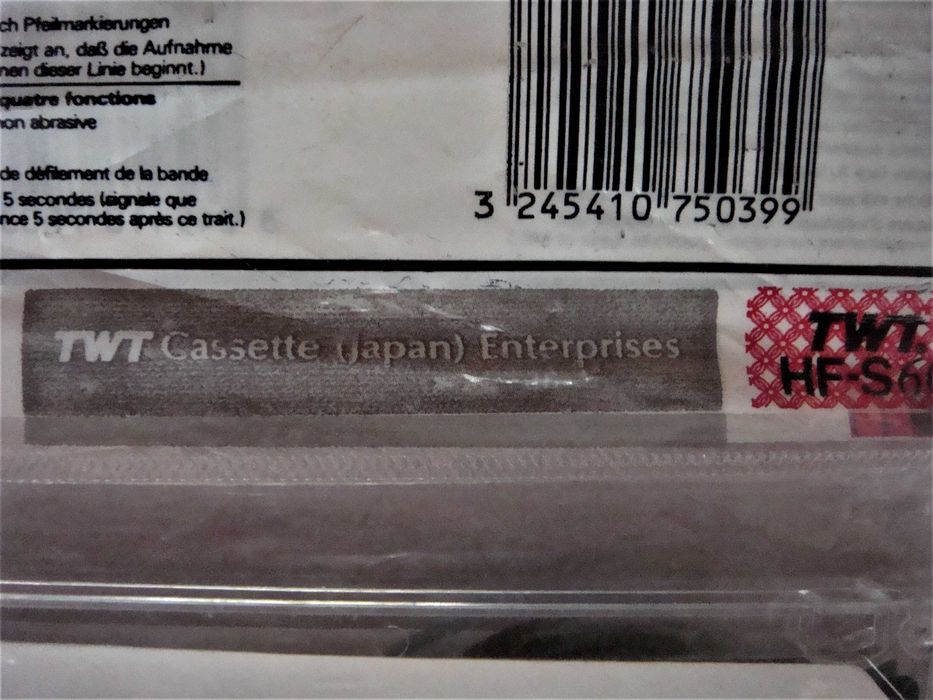 ch Pfeilmarkierungen
zeigt an, daß die Aufnahme
nen dieser Linie beginnt.)
quatre fonctions
non abrasive
de défilement de la bande
5 secondes (signale que
nce 5 secondes après ce trait.)
3 245410 750399
TWT Cassette (Japan) Enterprises
TWT
HF-S60